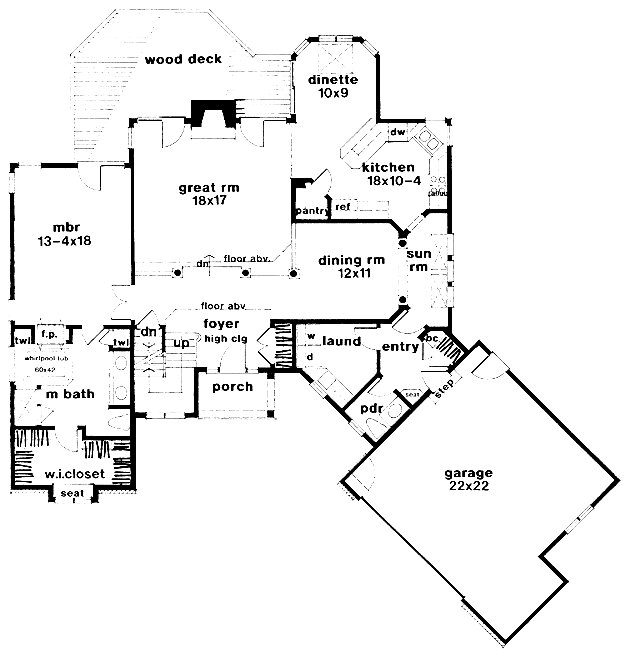 wood deck
dinette
10x9
dw
kitchen
18x10-4
great rm
18x17
pantry
ref
mbr
13-4x18
dining rm
12x11
sun
rm
floor abv
dn
floor abv
foyer
high clg
dn
up
w
d
laund
entry
bc
twl
f.p.
twl
whirlpool tub
60x42
m bath
porch
pdr
seat
step
w.i.closet
seat
garage
22x22